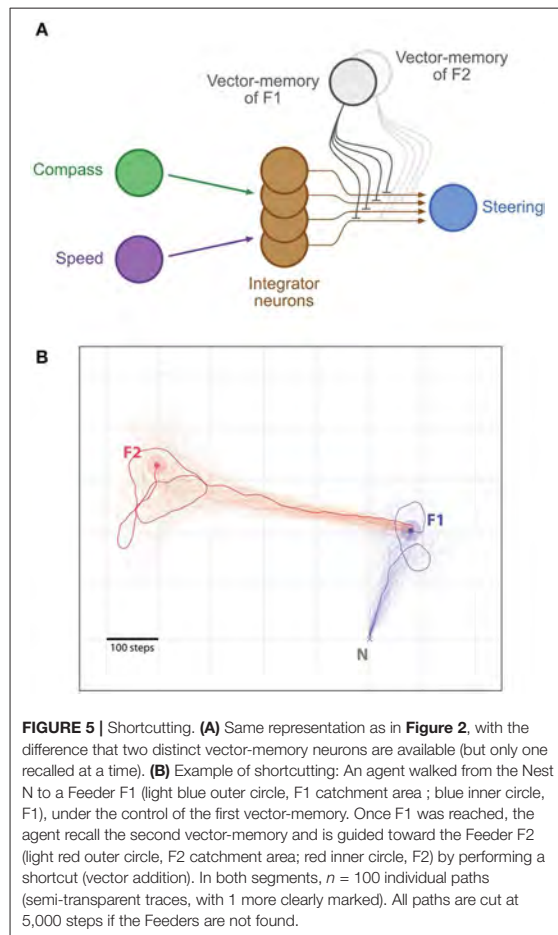 A
Vector-memory
of F1
Vector-memory
of F2
Compass
Speed
Integrator
neurons
Steering
B
F2
F1
N
100 steps
FIGURE 5 | Shortcutting. (A) Same representation as in Figure 2, with the
difference that two distinct vector-memory neurons are available (but only one
recalled at a time). (B) Example of shortcutting: An agent walked from the Nest
N to a Feeder F1 (light blue outer circle, F1 catchment area ; blue inner circle,
F1), under the control of the first vector-memory. Once F1 was reached, the
agent recall the second vector-memory and is guided toward the Feeder F2
(light red outer circle, F2 catchment area; red inner circle, F2) by performing a
shortcut (vector addition). In both segments, n = 100 individual paths
(semi-transparent traces, with 1 more clearly marked). All paths are cut at
5,000 steps if the Feeders are not found.